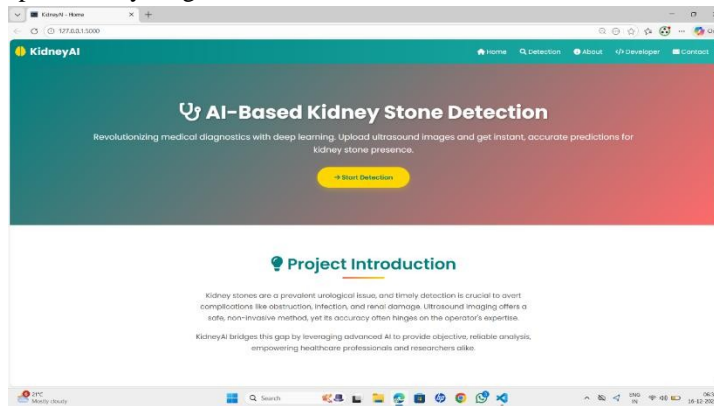 KidneyAI - Home
127.0.0.1:5000
KidneyAI
Home Detection About </> Developer Contact
AI-Based Kidney Stone Detection
Revolutionizing medical diagnostics with deep learning. Upload ultrasound images and get instant, accurate predictions for
kidney stone presence.
→ Start Detection
Project Introduction
Kidney stones are a prevalent urological issue, and timely detection is crucial to avert
complications like obstruction, infection, and renal damage. Ultrasound imaging offers a
safe, non-invasive method, yet its accuracy often hinges on the operator's expertise.
KidneyAI bridges this gap by leveraging advanced AI to provide objective, reliable analysis,
empowering healthcare professionals and researchers alike.
21°C
Mostly cloudy
Search
ENG
IN